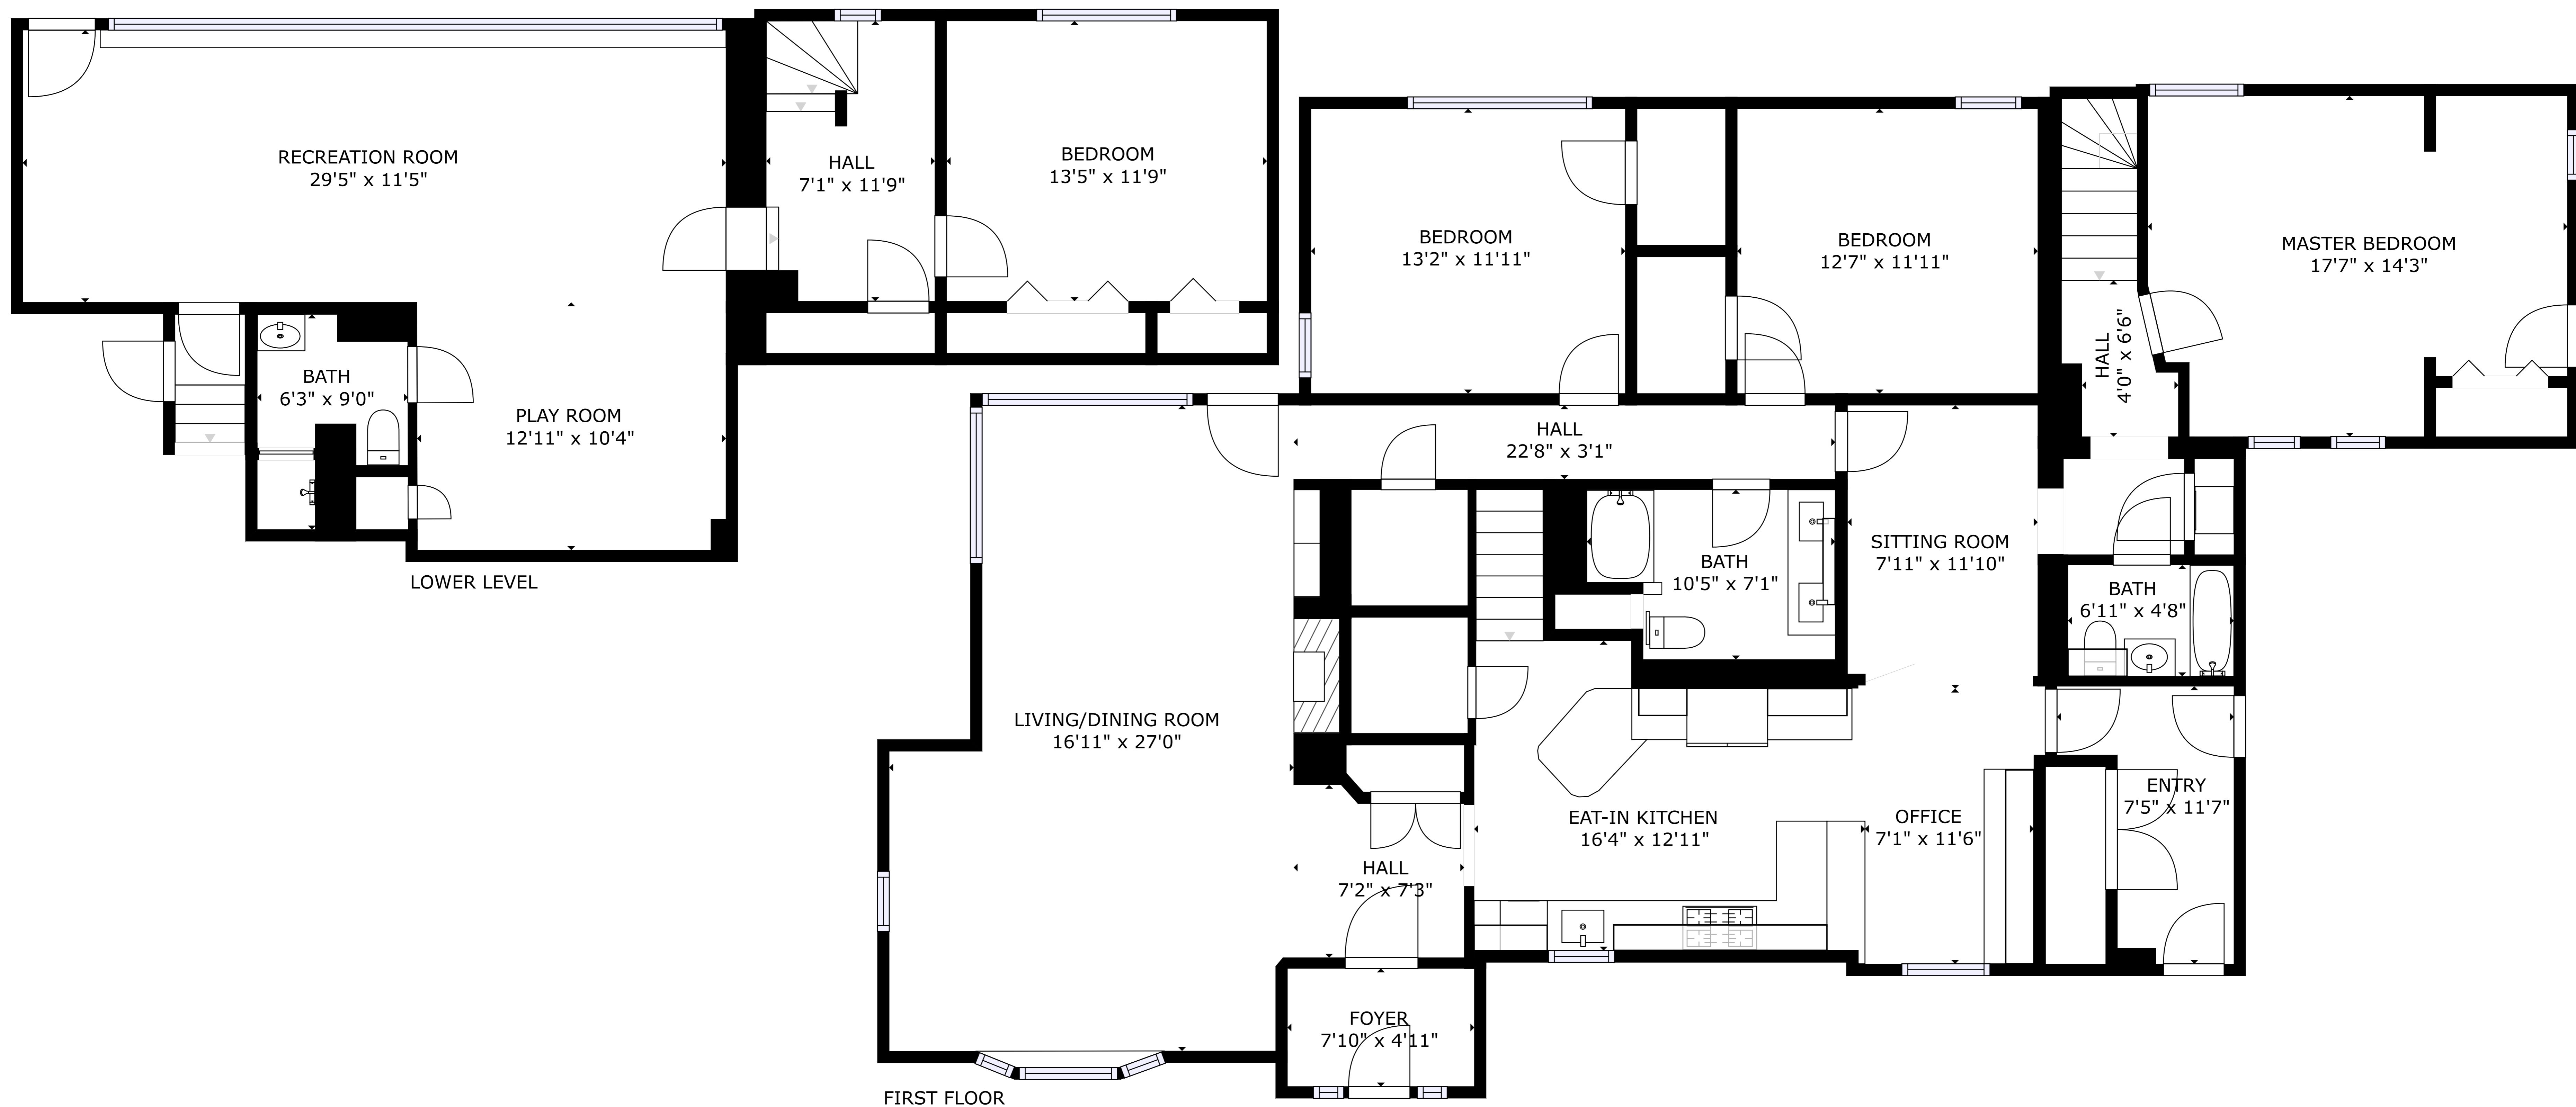 RECREATION ROOM
29'5" x 11'5"
HALL
7'1" x 11'9"
BEDROOM
13'5" x 11'9"
BATH
6'3" x 9'0"
PLAY ROOM
12'11" x 10'4"
LOWER LEVEL
BEDROOM
13'2" x 11'11"
BEDROOM
12'7" x 11'11"
MASTER BEDROOM
17'7" x 14'3"
HALL
4'0" x 6'6"
HALL
22'8" x 3'1"
BATH
10'5" x 7'1"
SITTING ROOM
7'11" x 11'10"
BATH
6'11" x 4'8"
LIVING/DINING ROOM
16'11" x 27'0"
EAT-IN KITCHEN
16'4" x 12'11"
OFFICE
7'1" x 11'6"
ENTRY
7'5" x 11'7"
HALL
7'2" x 7'3"
FOYER
7'10" x 4'11"
FIRST FLOOR